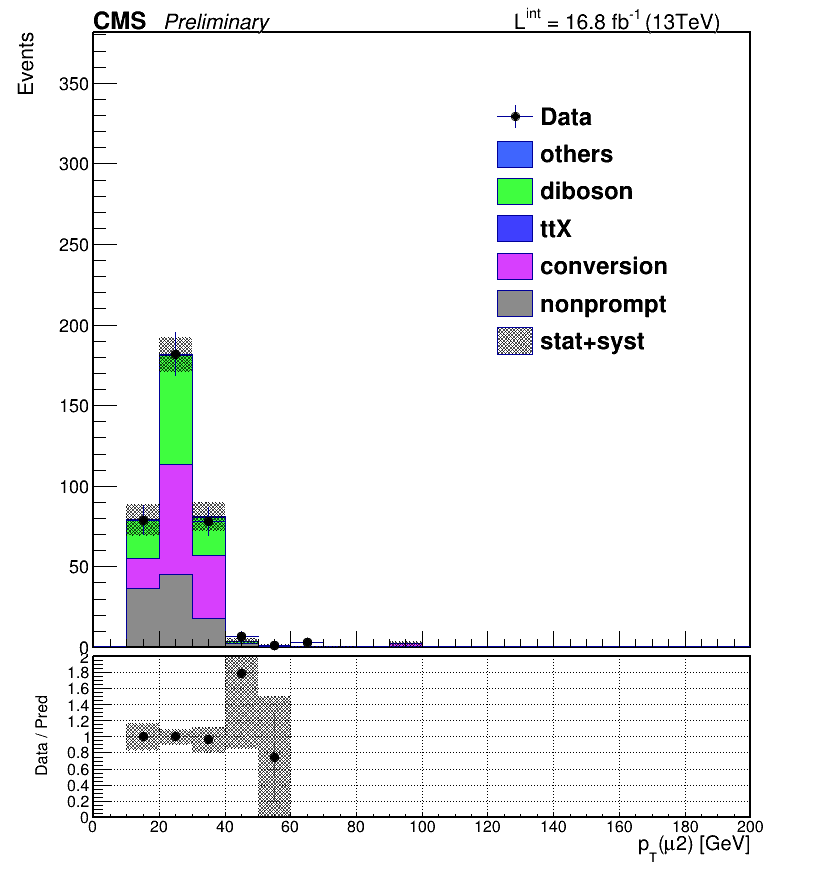 CMS Preliminary L^int = 16.8 fb^-1 (13TeV)
Events
350
300
250
200
150
100
50
0
Data
others
diboson
ttX
conversion
nonprompt
stat+syst
Data / Pred
2
1.8
1.6
1.4
1.2
1
0.8
0.6
0.4
0.2
0
0 20 40 60 80 100 120 140 160 180 200
p_T(μ2) [GeV]